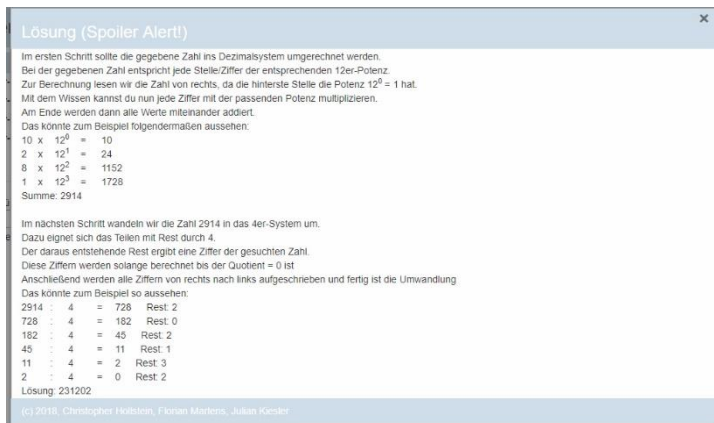 ×
Lösung (Spoiler Alert!)
Im ersten Schritt sollte die gegebene Zahl ins Dezimalsystem umgerechnet werden.
Bei der gegebenen Zahl entspricht jede Stelle/Ziffer der entsprechenden 12er-Potenz.
Zur Berechnung lesen wir die Zahl von rechts, da die hinterste Stelle die Potenz 12⁰ = 1 hat.
Mit dem Wissen kannst du nun jede Ziffer mit der passenden Potenz multiplizieren.
Am Ende werden dann alle Werte miteinander addiert.
Das könnte zum Beispiel folgendermaßen aussehen:
10 x 12⁰ = 10
2 x 12¹ = 24
8 x 12² = 1152
1 x 12³ = 1728
Summe: 2914
Im nächsten Schritt wandeln wir die Zahl 2914 in das 4er-System um.
Dazu eignet sich das Teilen mit Rest durch 4.
Der daraus entstehende Rest ergibt eine Ziffer der gesuchten Zahl.
Diese Ziffern werden solange berechnet bis der Quotient = 0 ist
Anschließend werden alle Ziffern von rechts nach links aufgeschrieben und fertig ist die Umwandlung
Das könnte zum Beispiel so aussehen:
2914 : 4 = 728 Rest: 2
728 : 4 = 182 Rest: 0
182 : 4 = 45 Rest: 2
45 : 4 = 11 Rest: 1
11 : 4 = 2 Rest: 3
2 : 4 = 0 Rest: 2
Lösung: 231202
(c) 2018, Christopher Höllstein, Florian Martens, Julian Kiesler